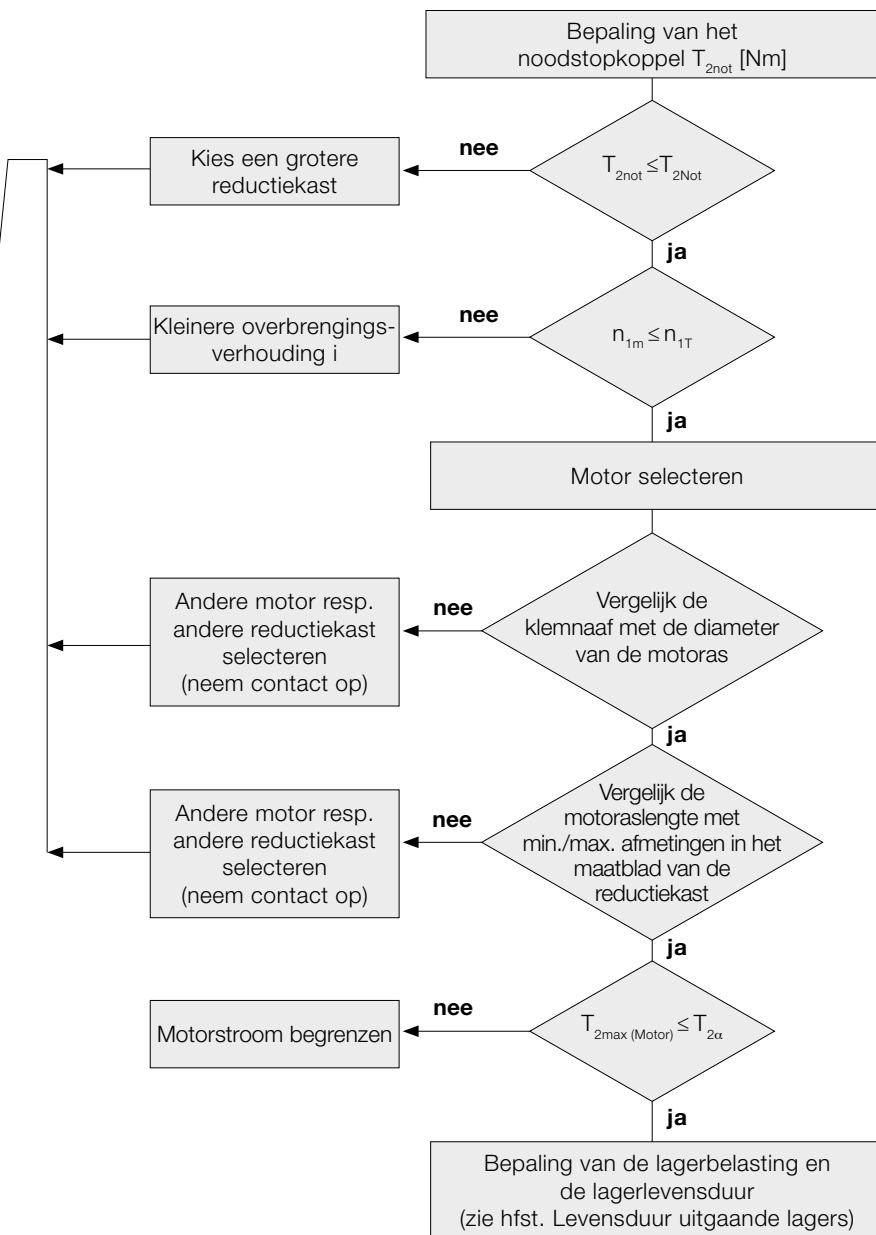 Bepaling van het
noodstopkoppel T2not [Nm]
nee
Kies een grotere
reductiekast
T2not ≤ T2Not
ja
nee
Kleinere overbrengings-
verhouding i
n1m ≤ n1T
ja
Motor selecteren
Andere motor resp.
andere reductiekast
selecteren
(neem contact op)
nee
Vergelijk de
klemnaaf met de diameter
van de motoras
ja
Andere motor resp.
andere reductiekast
selecteren
(neem contact op)
nee
Vergelijk de
motoraslengte met
min./max. afmetingen in het
maatblad van de
reductiekast
ja
nee
Motorstroom begrenzen
T2max (Motor) ≤ T2α
ja
Bepaling van de lagerbelasting en
de lagerlevensduur
(zie hfst. Levensduur uitgaande lagers)